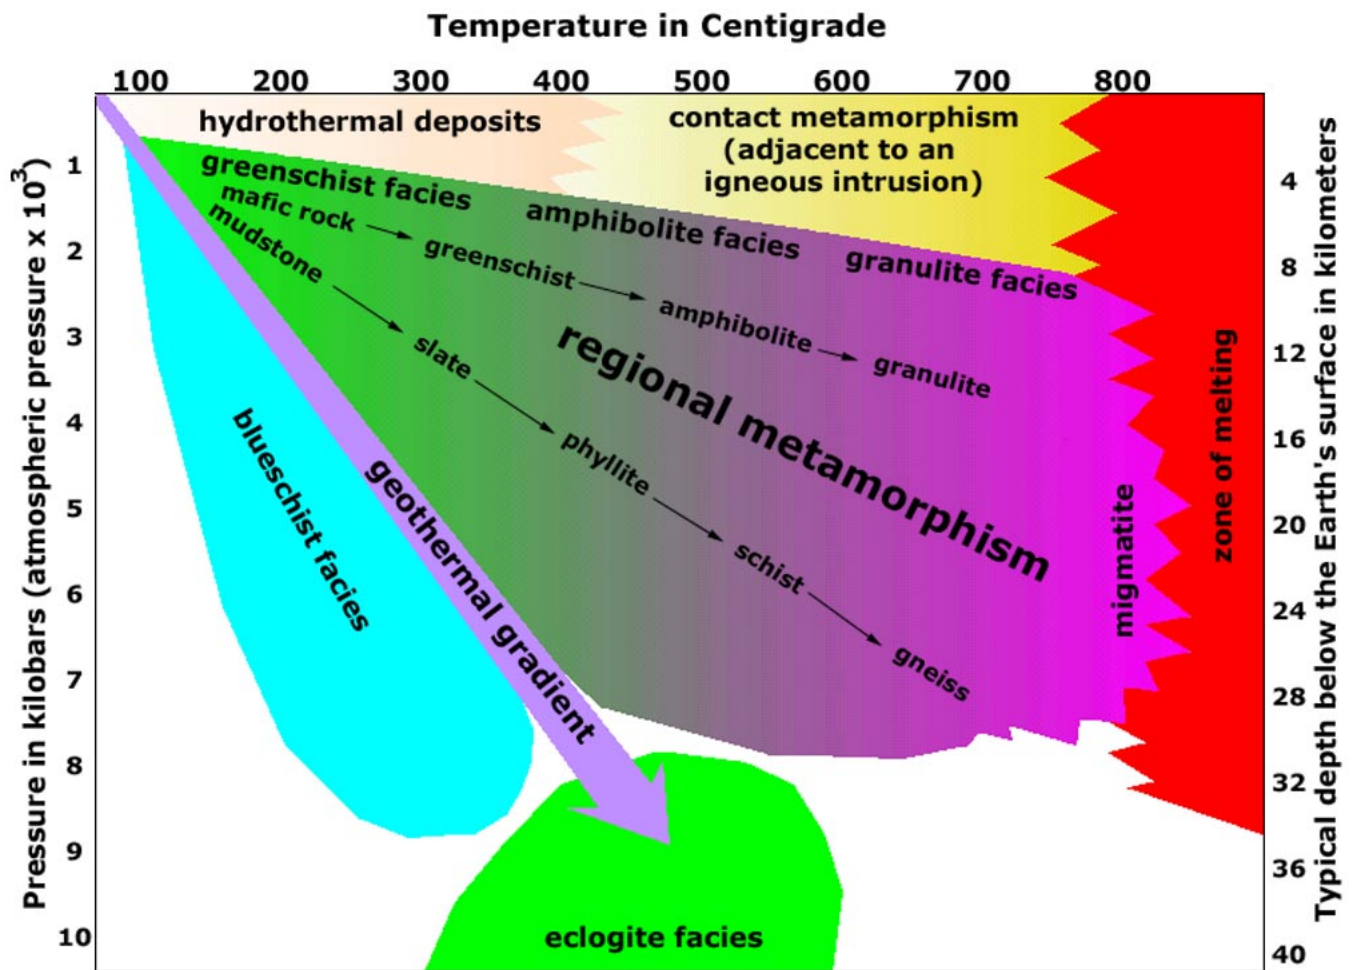 Temperature in Centigrade
100 200 300 400 500 600 700 800
hydrothermal deposits
contact metamorphism
(adjacent to an
igneous intrusion)
Pressure in kilobars (atmospheric pressure x 10³)
1
2
3
4
5
6
7
8
9
10
Typical depth below the Earth's surface in kilometers
4
8
12
16
20
24
28
32
36
40
greenschist facies
amphibolite facies
granulite facies
mafic rock
greenschist
amphibolite
granulite
mudstone
slate
phyllite
schist
gneiss
regional metamorphism
migmatite
zone of melting
blueschist facies
geothermal gradient
eclogite facies